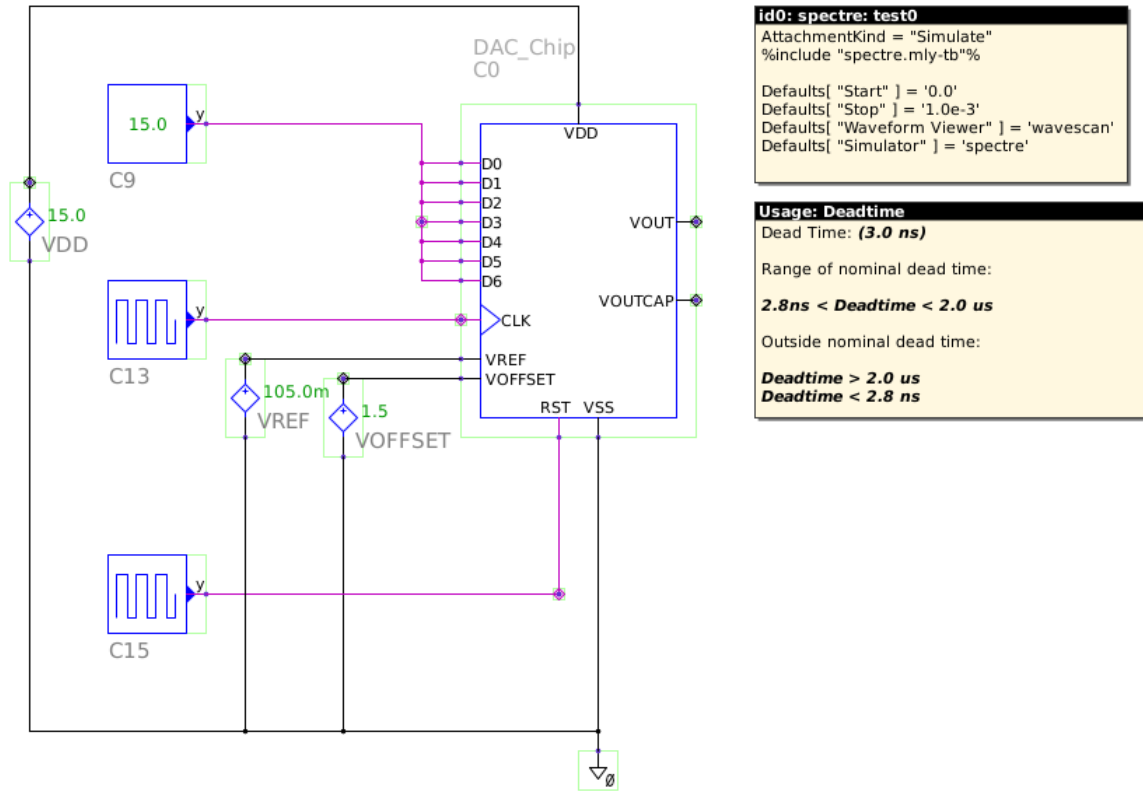 DAC_Chip
C0
15.0
y
C9
15.0
VDD
y
C13
105.0m
VREF
1.5
VOFFSET
y
C15
VDD
D0
D1
D2
D3
D4
D5
D6
CLK
VREF
VOFFSET
RST VSS
VOUT
VOUTCAP
0
id0: spectre: test0
AttachmentKind = "Simulate"
%include "spectre.mly-tb"%
Defaults[ "Start" ] = '0.0'
Defaults[ "Stop" ] = '1.0e-3'
Defaults[ "Waveform Viewer" ] = 'wavescan'
Defaults[ "Simulator" ] = 'spectre'
Usage: Deadtime
Dead Time: (3.0 ns)
Range of nominal dead time:
2.8ns < Deadtime < 2.0 us
Outside nominal dead time:
Deadtime > 2.0 us
Deadtime < 2.8 ns